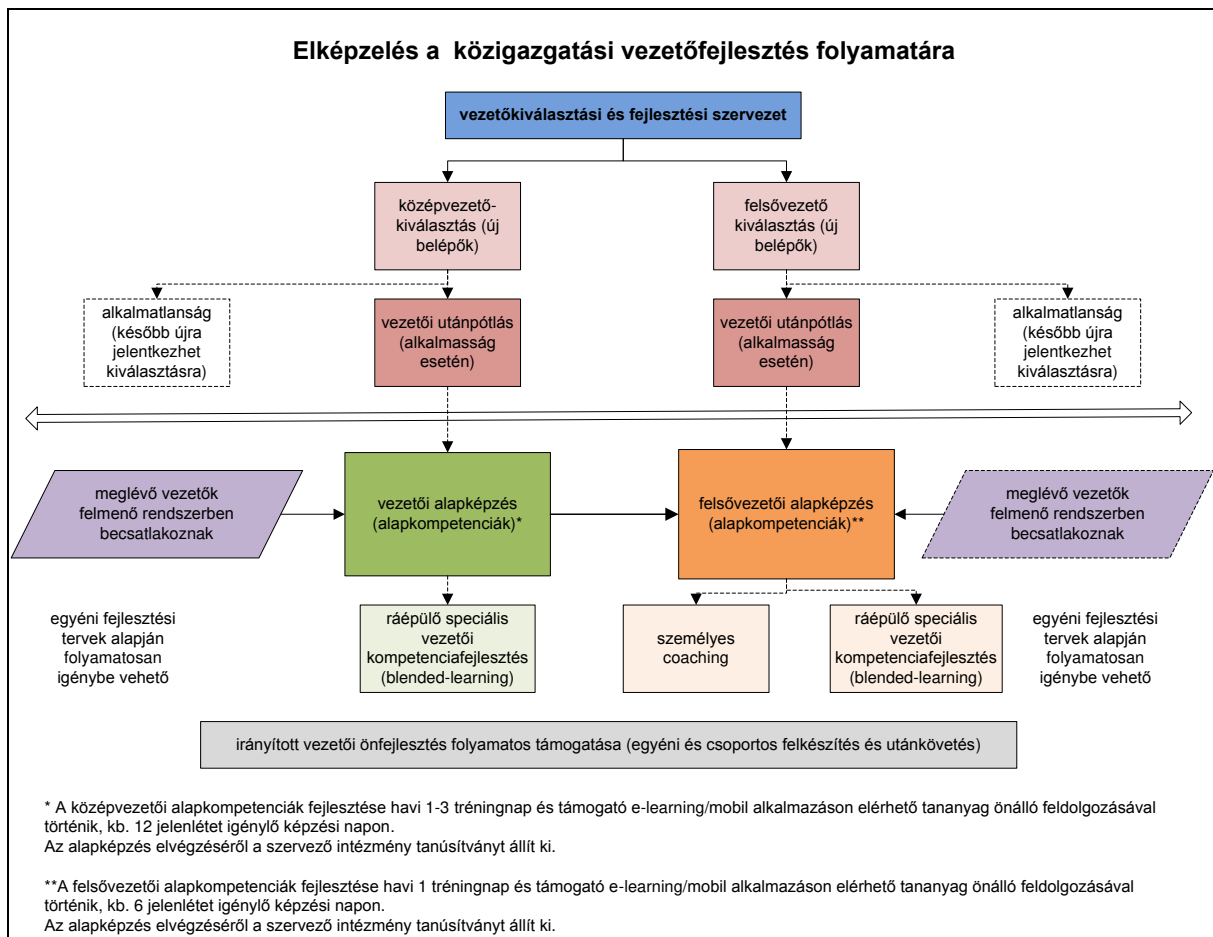 Elképzelés a  közigazgatási vezetőfejlesztés folyamatára
vezetőkiválasztási és fejlesztési szervezet
középvezető-
kiválasztás (új
belépők)
felsővezető
kiválasztás (új
belépők)
alkalmatlanság
(később újra
jelentkezhet
kiválasztásra)
vezetői utánpótlás
(alkalmasság
esetén)
vezetői utánpótlás
(alkalmasság
esetén)
alkalmatlanság
(később újra
jelentkezhet
kiválasztásra)
meglévő vezetők
felmenő rendszerben
becsatlakoznak
vezetői alapképzés
(alapkompetenciák)*
felsővezetői alapképzés
(alapkompetenciák)**
meglévő vezetők
felmenő rendszerben
becsatlakoznak
egyéni fejlesztési
tervek alapján
folyamatosan
igénybe vehető
ráépülő speciális
vezetői
kompetenciafejlesztés
(blended-learning)
személyes
coaching
ráépülő speciális
vezetői
kompetenciafejlesztés
(blended-learning)
egyéni fejlesztési
tervek alapján
folyamatosan
igénybe vehető
irányított vezetői önfejlesztés folyamatos támogatása (egyéni és csoportos felkészítés és utánkövetés)
* A középvezetői alapkompetenciák fejlesztése havi 1-3 tréningnap és támogató e-learning/mobil alkalmazáson elérhető tananyag önálló feldolgozásával
történik, kb. 12 jelenlétet igénylő képzési napon.
Az alapképzés elvégzéséről a szervező intézmény tanúsítványt állít ki.
**A felsővezetői alapkompetenciák fejlesztése havi 1 tréningnap és támogató e-learning/mobil alkalmazáson elérhető tananyag önálló feldolgozásával
történik, kb. 6 jelenlétet igénylő képzési napon.
Az alapképzés elvégzéséről a szervező intézmény tanúsítványt állít ki.